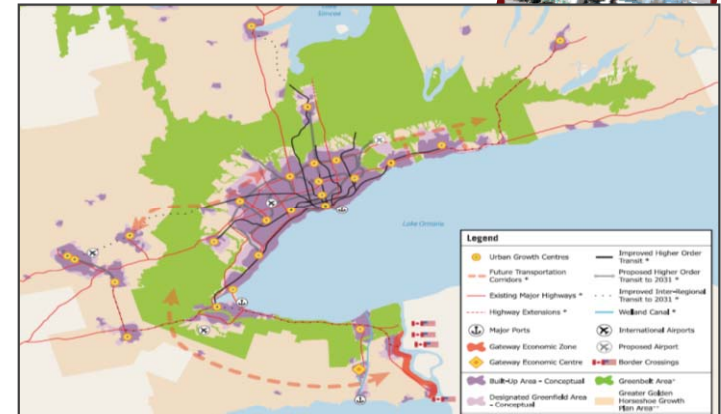 Simcoe
Lake Ontario
Legend
Urban Growth Centres
Future Transportation
Corridors *
Existing Major Highways *
Highway Extensions *
Major Ports
Gateway Economic Zone
Gateway Economic Centre
Built-Up Area – Conceptual
Designated Greenfield Area
– Conceptual
Improved Higher Order
Transit *
Proposed Higher Order
Transit to 2031 *
Improved Inter-Regional
Transit to 2031 *
Welland Canal *
International Airports
Proposed Airport
Border Crossings
Greenbelt Area*
Greater Golden
Horseshoe Growth
Plan Area**